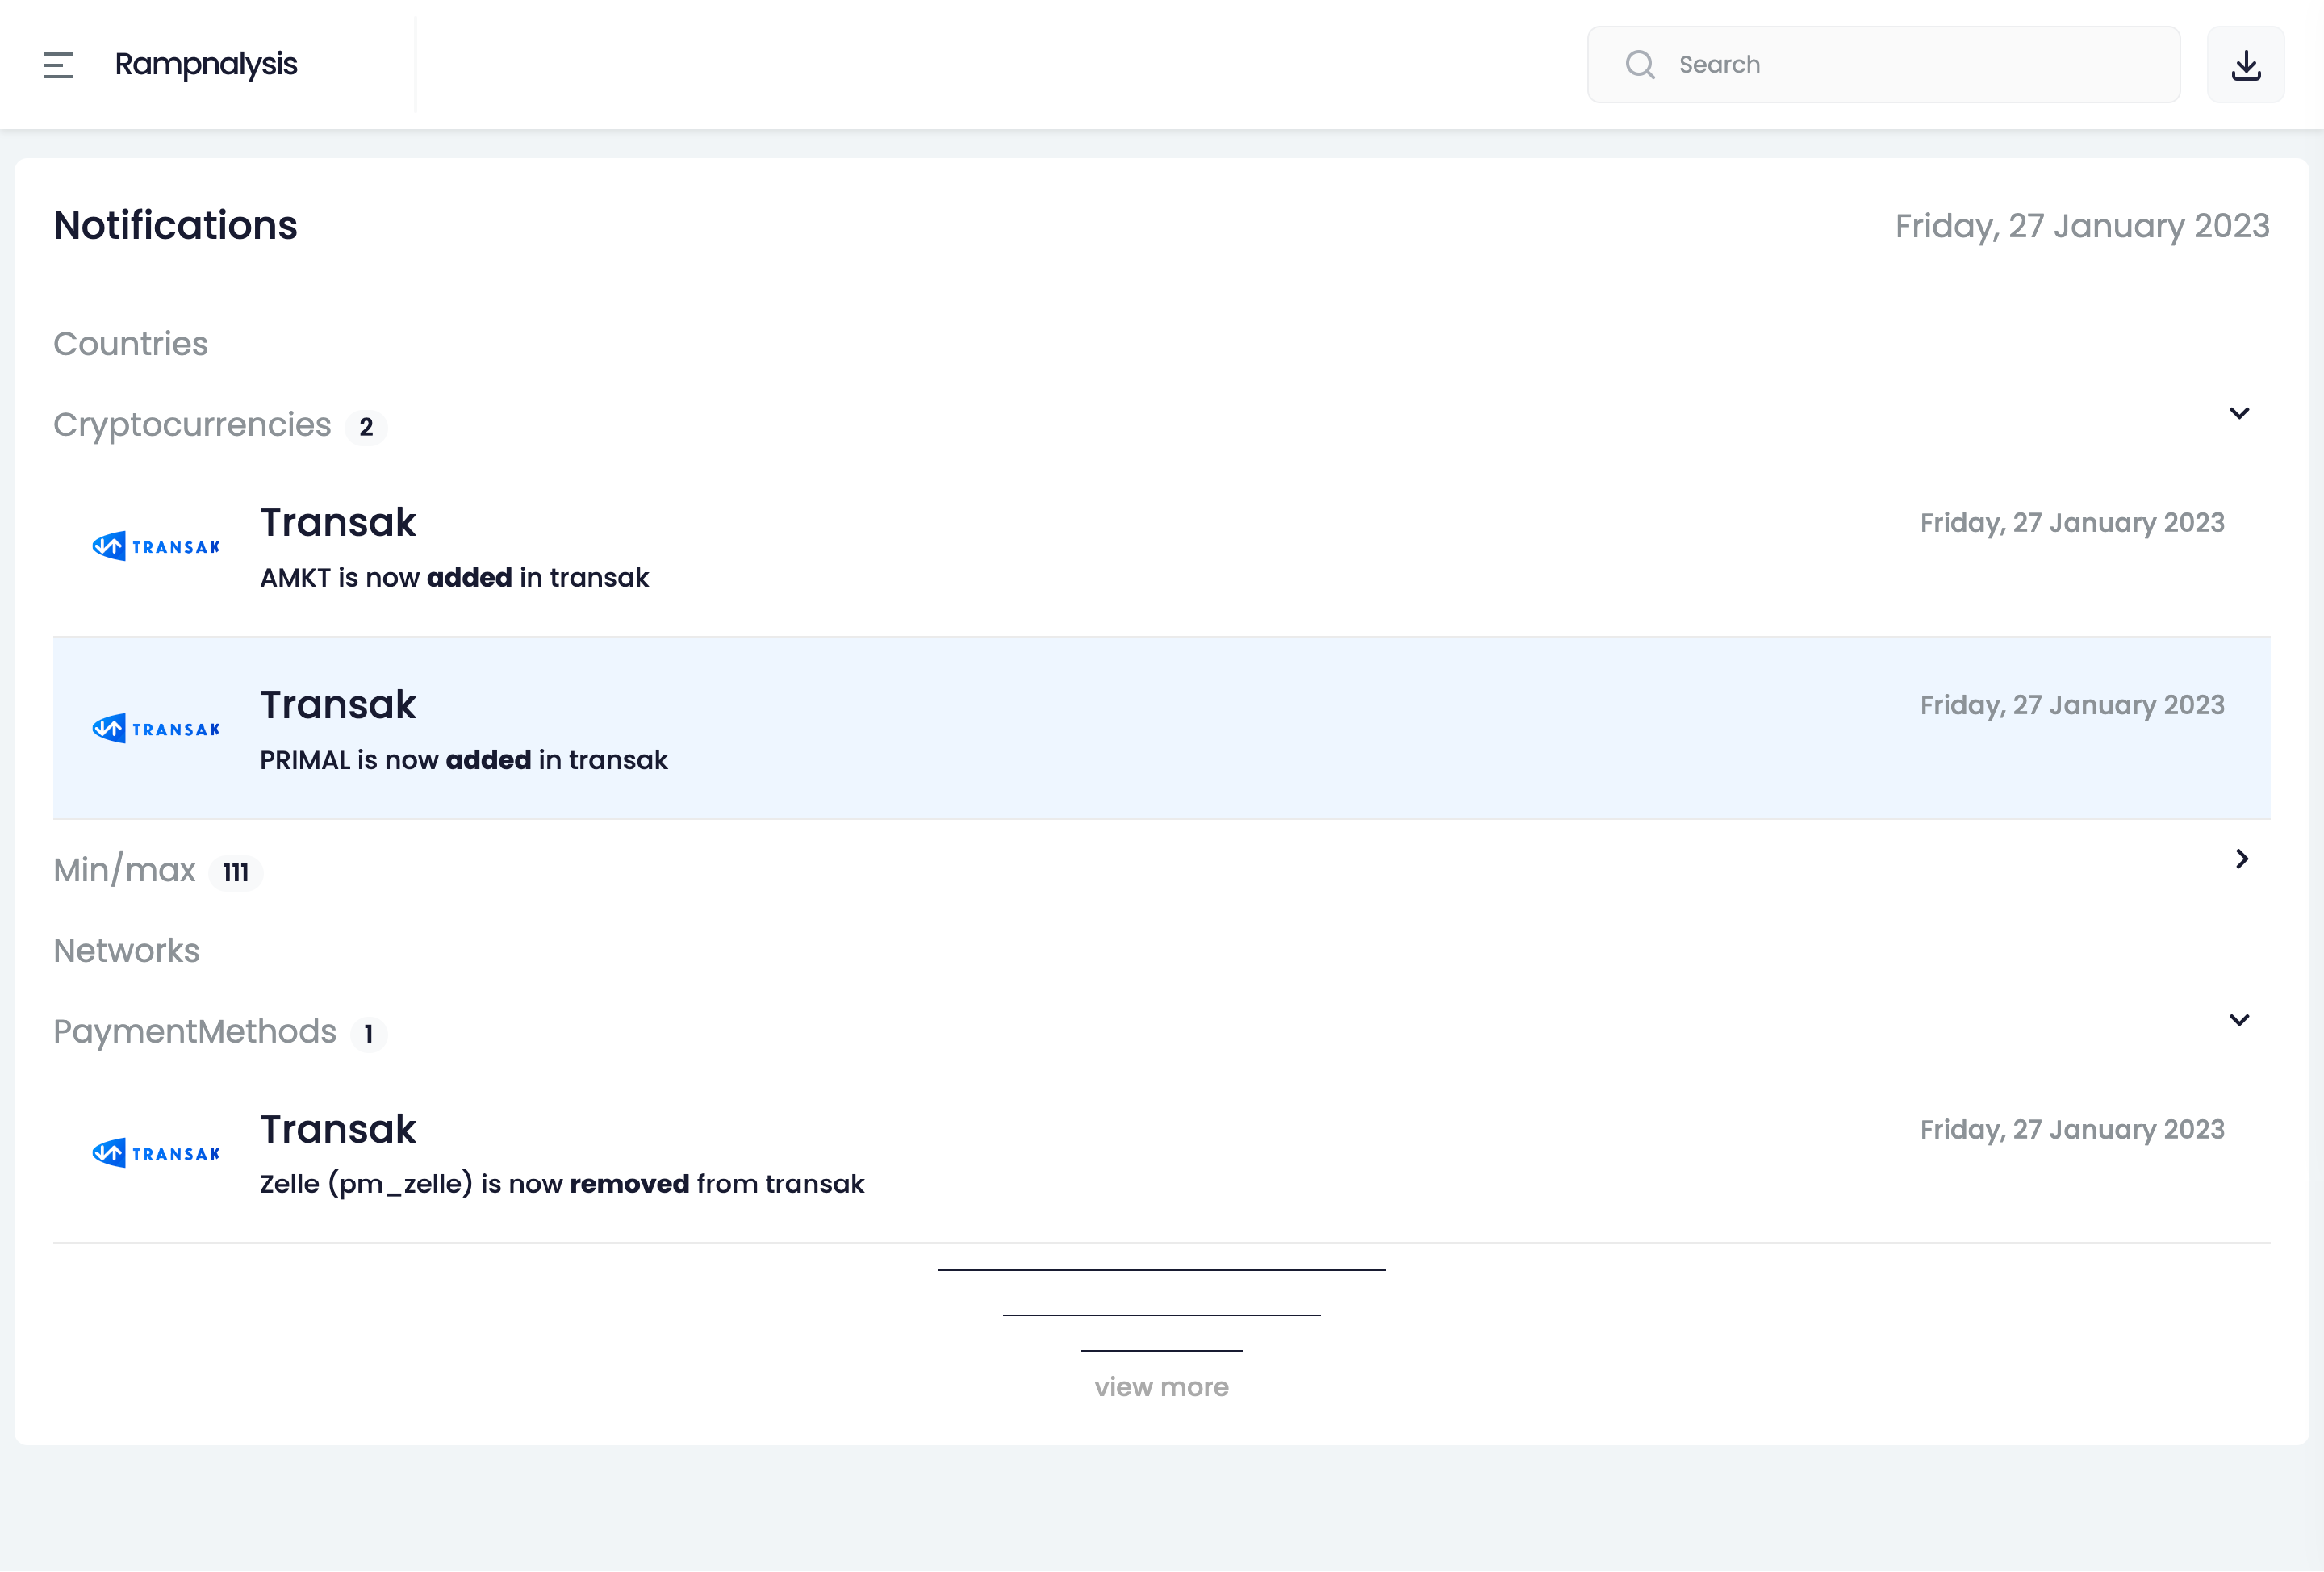 Rampnalysis
Search
Notifications
Friday, 27 January 2023
Countries
Cryptocurrencies 2
TRANSAK
Transak
Friday, 27 January 2023
AMKT is now added in transak
TRANSAK
Transak
Friday, 27 January 2023
PRIMAL is now added in transak
Min/max 111
Networks
PaymentMethods 1
TRANSAK
Transak
Friday, 27 January 2023
Zelle (pm_zelle) is now removed from transak
view more